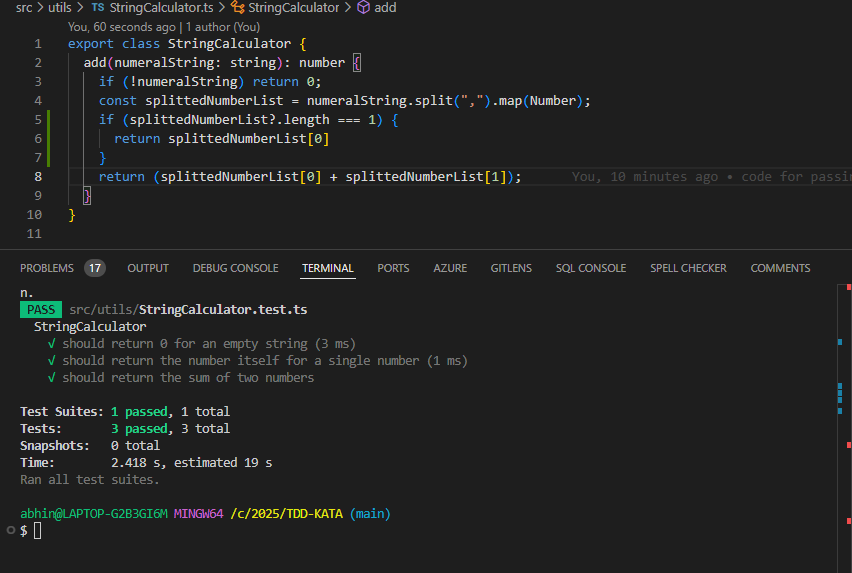 src > utils > TS StringCalculator.ts > StringCalculator > add
You, 60 seconds ago | 1 author (You)
1 export class StringCalculator {
2 add(numeralString: string): number {
3 if (!numeralString) return 0;
4 const splittedNumberList = numeralString.split(",").map(Number);
5 if (splittedNumberList?.length === 1) {
6 return splittedNumberList[0]
7 }
8 return (splittedNumberList[0] + splittedNumberList[1]); You, 10 minutes ago • code for passin
9 }
10 }
11
PROBLEMS 17 OUTPUT DEBUG CONSOLE TERMINAL PORTS AZURE GITLENS SQL CONSOLE SPELL CHECKER COMMENTS
n.
PASS src/utils/StringCalculator.test.ts
StringCalculator
√ should return 0 for an empty string (3 ms)
√ should return the number itself for a single number (1 ms)
√ should return the sum of two numbers
Test Suites: 1 passed, 1 total
Tests: 3 passed, 3 total
Snapshots: 0 total
Time: 2.418 s, estimated 19 s
Ran all test suites.
abhin@LAPTOP-G2B3GI6M MINGW64 /c/2025/TDD-KATA (main)
$